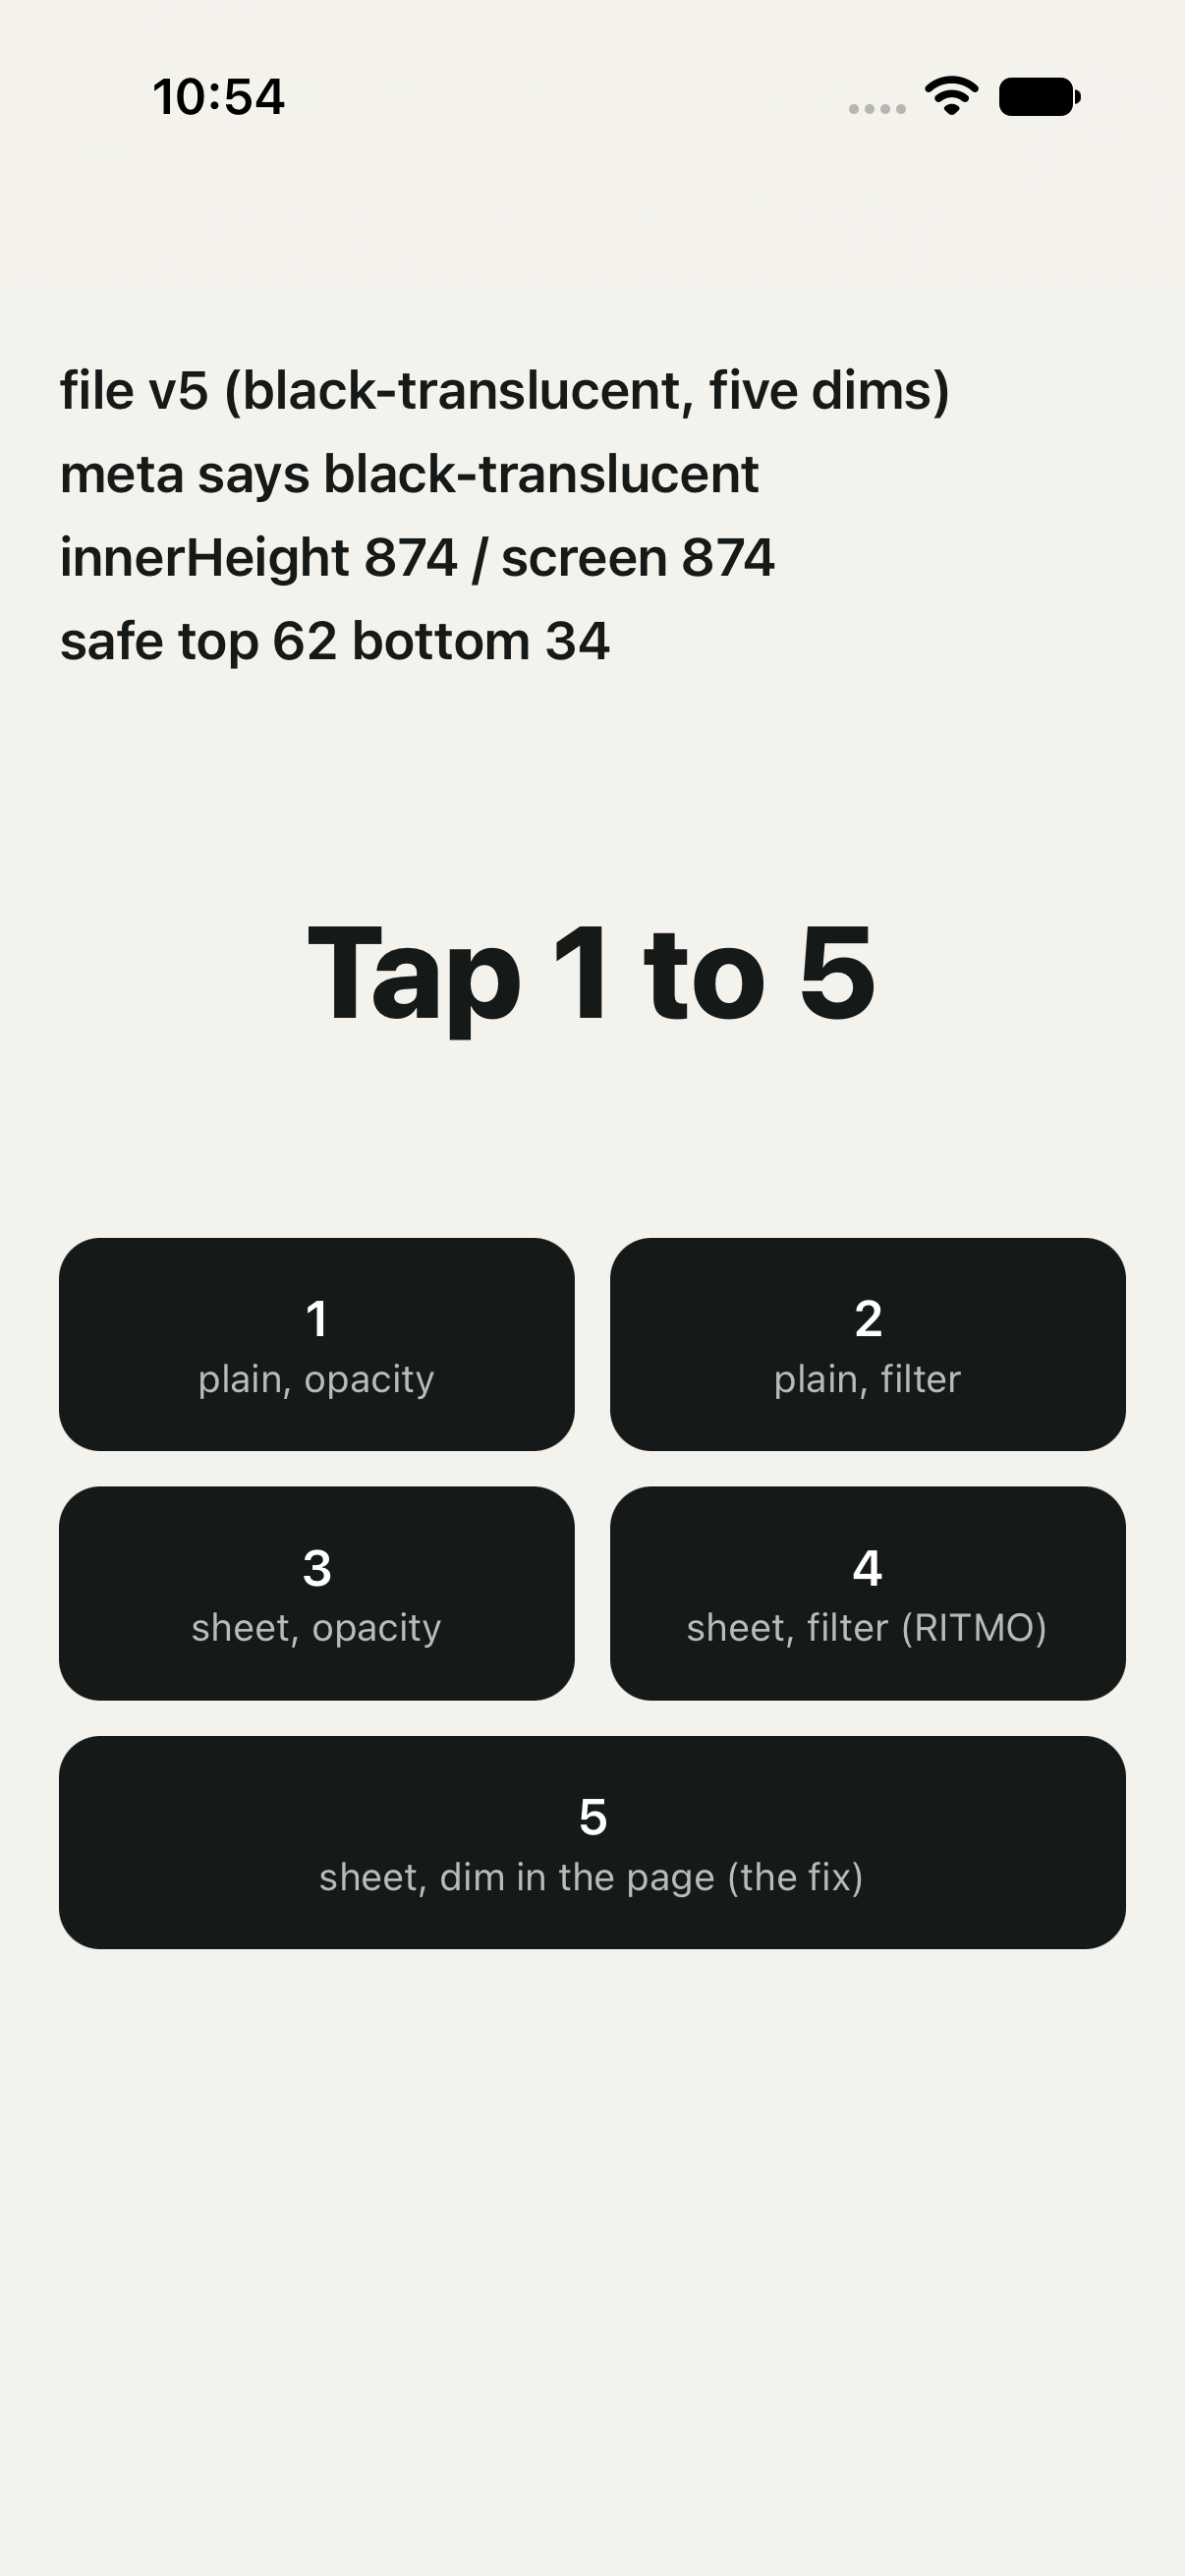 10:54
file v5 (black-translucent, five dims)
meta says black-translucent
innerHeight 874 / screen 874
safe top 62 bottom 34
Tap 1 to 5
1
plain, opacity
2
plain, filter
3
sheet, opacity
4
sheet, filter (RITMO)
5
sheet, dim in the page (the fix)